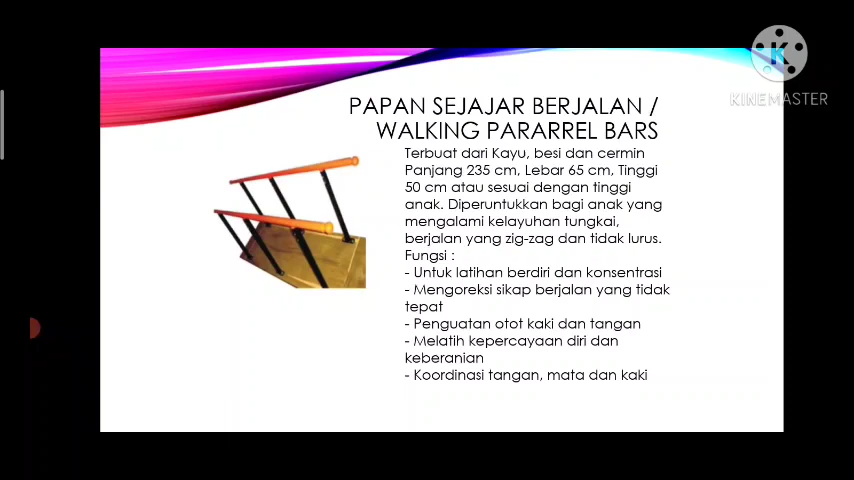 K
KINEMASTER
PAPAN SEJAJAR BERJALAN /
WALKING PARARREL BARS
Terbuat dari Kayu, besi dan cermin
Panjang 235 cm, Lebar 65 cm, Tinggi
50 cm atau sesuai dengan tinggi
anak. Diperuntukkan bagi anak yang
mengalami kelayuhan tungkai,
berjalan yang zig-zag dan tidak lurus.
Fungsi :
- Untuk latihan berdiri dan konsentrasi
- Mengoreksi sikap berjalan yang tidak
tepat
- Penguatan otot kaki dan tangan
- Melatih kepercayaan diri dan
keberanian
- Koordinasi tangan, mata dan kaki